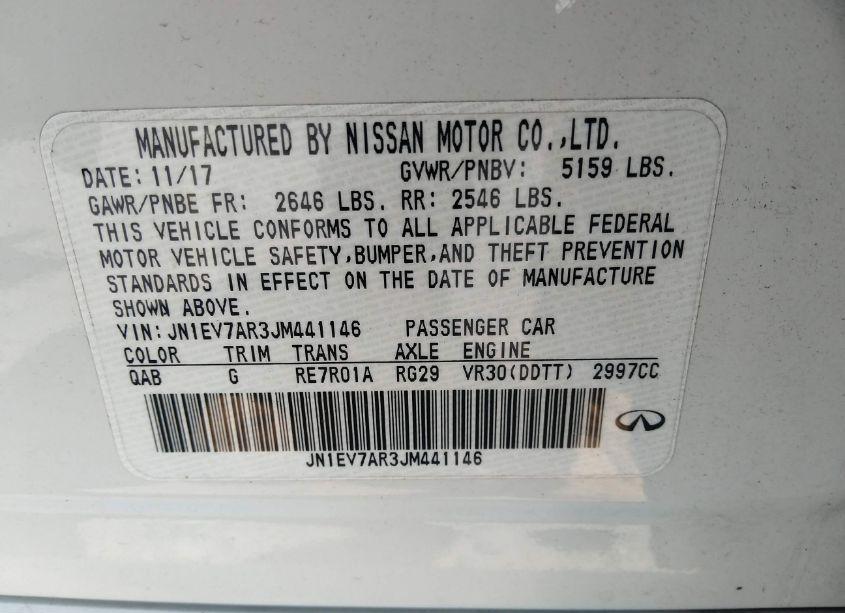 MANUFACTURED BY NISSAN MOTOR CO.,LTD.
DATE: 11/17 GVWR/PNBV: 5159 LBS.
GAWR/PNBE FR: 2646 LBS. RR: 2546 LBS.
THIS VEHICLE CONFORMS TO ALL APPLICABLE FEDERAL
MOTOR VEHICLE SAFETY,BUMPER,AND THEFT PREVENTION
STANDARDS IN EFFECT ON THE DATE OF MANUFACTURE
SHOWN ABOVE.
VIN: JN1EV7AR3JM441146 PASSENGER CAR
COLOR TRIM TRANS AXLE ENGINE
QAB G RE7R01A RG29 VR30(DDTT) 2997CC
JN1EV7AR3JM441146